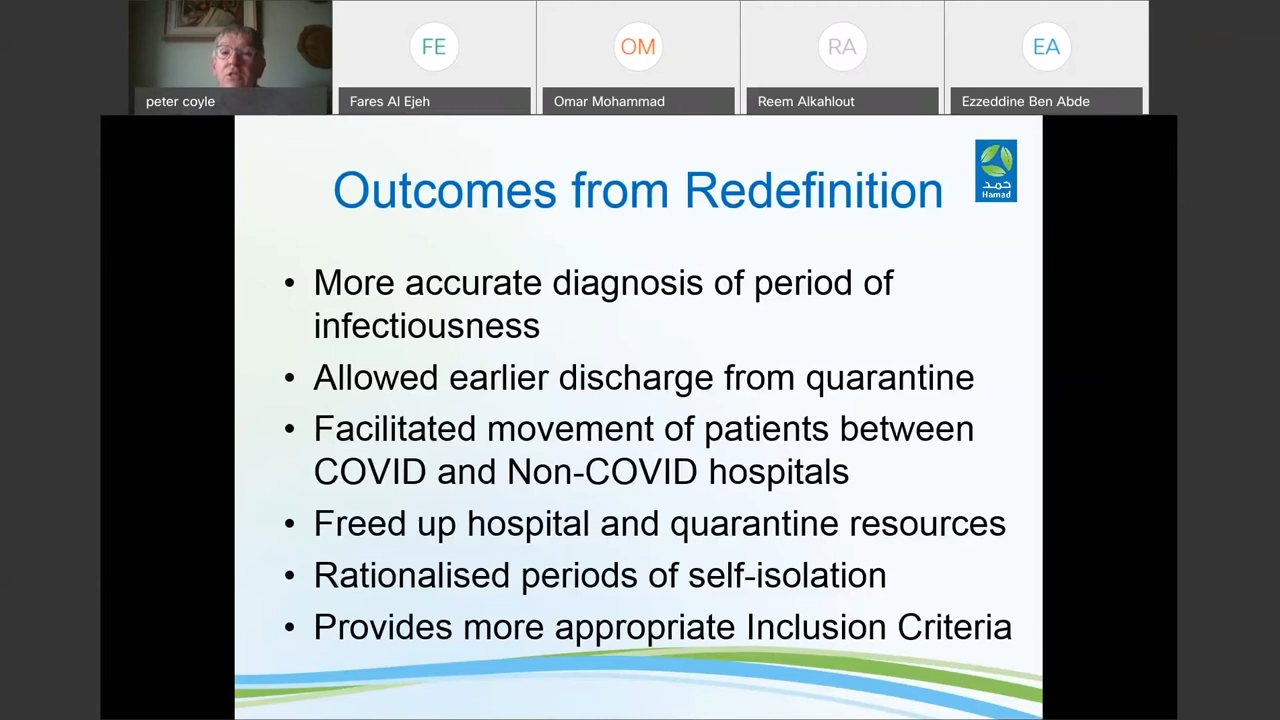 FE
OM
RA
EA
peter coyle
Fares Al Ejeh
Omar Mohammad
Reem Alkahlout
Ezzeddine Ben Abde
Outcomes from Redefinition
حمد
Hamad
• More accurate diagnosis of period of
infectiousness
• Allowed earlier discharge from quarantine
• Facilitated movement of patients between
COVID and Non-COVID hospitals
• Freed up hospital and quarantine resources
• Rationalised periods of self-isolation
• Provides more appropriate Inclusion Criteria